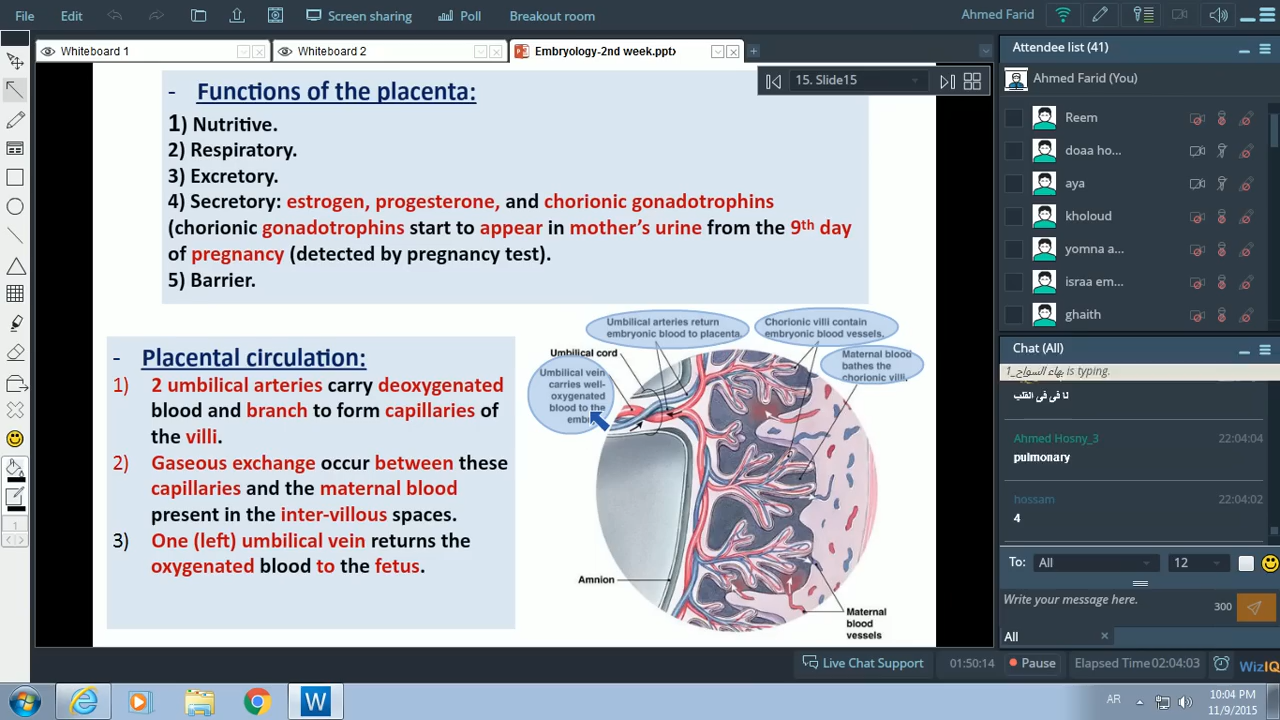 File Edit Screen sharing Poll Breakout room Ahmed Farid
Whiteboard 1 Whiteboard 2 Embryology-2nd week.ppt
15. Slide15
- Functions of the placenta:
1) Nutritive.
2) Respiratory.
3) Excretory.
4) Secretory: estrogen, progesterone, and chorionic gonadotrophins
(chorionic gonadotrophins start to appear in mother’s urine from the 9th day
of pregnancy (detected by pregnancy test).
5) Barrier.
- Placental circulation:
1) 2 umbilical arteries carry deoxygenated
blood and branch to form capillaries of
the villi.
2) Gaseous exchange occur between these
capillaries and the maternal blood
present in the inter-villous spaces.
3) One (left) umbilical vein returns the
oxygenated blood to the fetus.
Umbilical arteries return
embryonic blood to placenta.
Chorionic villi contain
embryonic blood vessels.
Umbilical cord
Maternal blood
bathes the
chorionic villi.
Umbilical vein
carries well-
oxygenated
blood to the
Amnion
Maternal
blood
vessels
Attendee list (41)
Ahmed Farid (You)
Reem
doaa ho...
aya
kholoud
yomna a...
israa em...
ghaith
Chat (All)
is typing.
لا فى فى القلب
Ahmed Hosny_3 22:04:04
pulmonary
hossam 22:04:02
4
To: All 12
Write your message here. 300
All
Live Chat Support 01:50:14 Pause Elapsed Time 02:04:03 WizIQ
AR 10:04 PM
11/9/2015